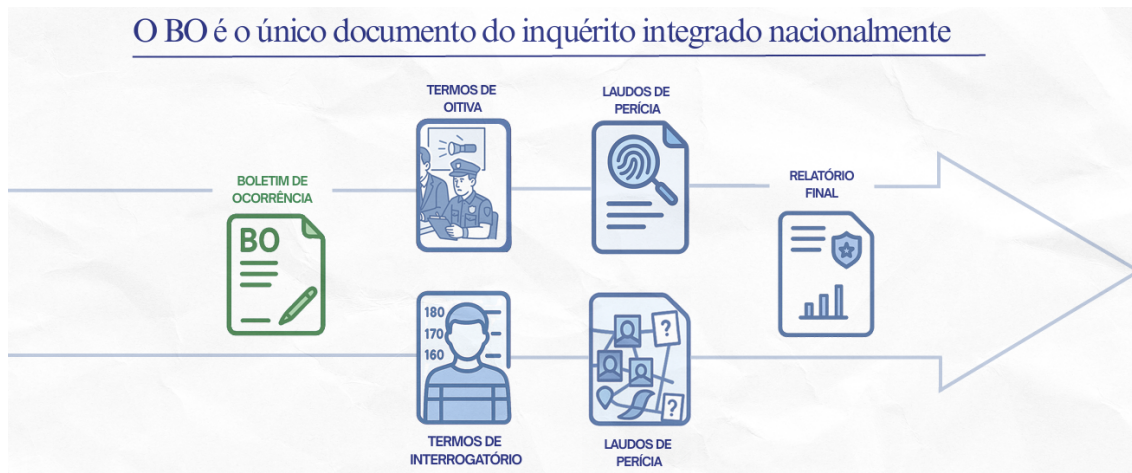 O BO é o único documento do inquérito integrado nacionalmente
TERMOS DE
OITIVA
LAUDOS DE
PERÍCIA
BOLETIM DE
OCORRÊNCIA
RELATÓRIO
FINAL
BO
180
170
160
?
?
TERMOS DE
INTERROGATÓRIO
LAUDOS DE
PERÍCIA